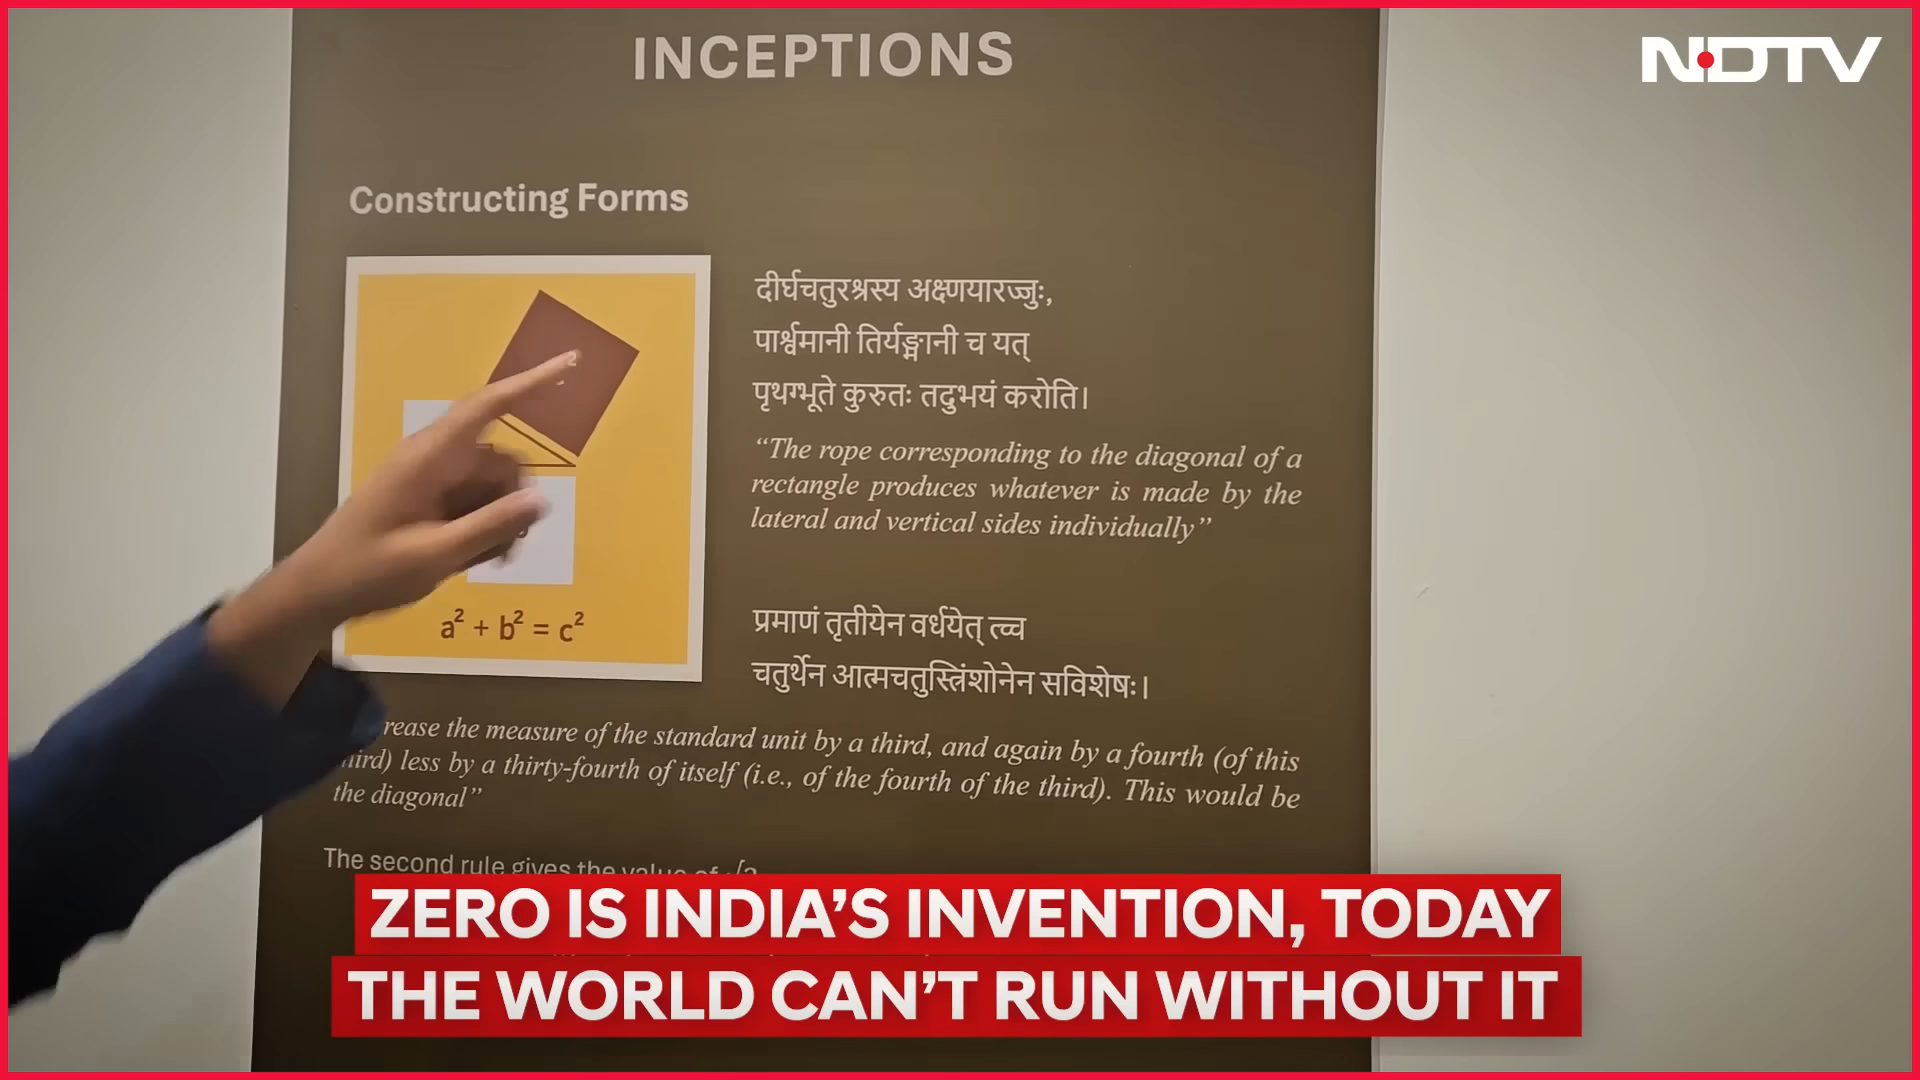 INCEPTIONS
NDTV
Constructing Forms
दीर्घचतुरश्रस्य अक्ष्णयारज्जुः,
पार्श्वमानी तिर्यङ्मानी च यत्
पृथग्भूते कुरुतः तदुभयं करोति।
“The rope corresponding to the diagonal of a
rectangle produces whatever is made by the
lateral and vertical sides individually”
a² + b² = c²
प्रमाणं तृतीयेन वर्धयेत् त्च्च
चतुर्थेन आत्मचतुस्त्रिंशोनेन सविशेषः।
the measure of the standard unit by a third, and again by a fourth (of this
less by a thirty-fourth of itself (i.e., of the fourth of the third). This would be
the diagonal”
The second rule gives the value of
ZERO IS INDIA’S INVENTION, TODAY
THE WORLD CAN’T RUN WITHOUT IT